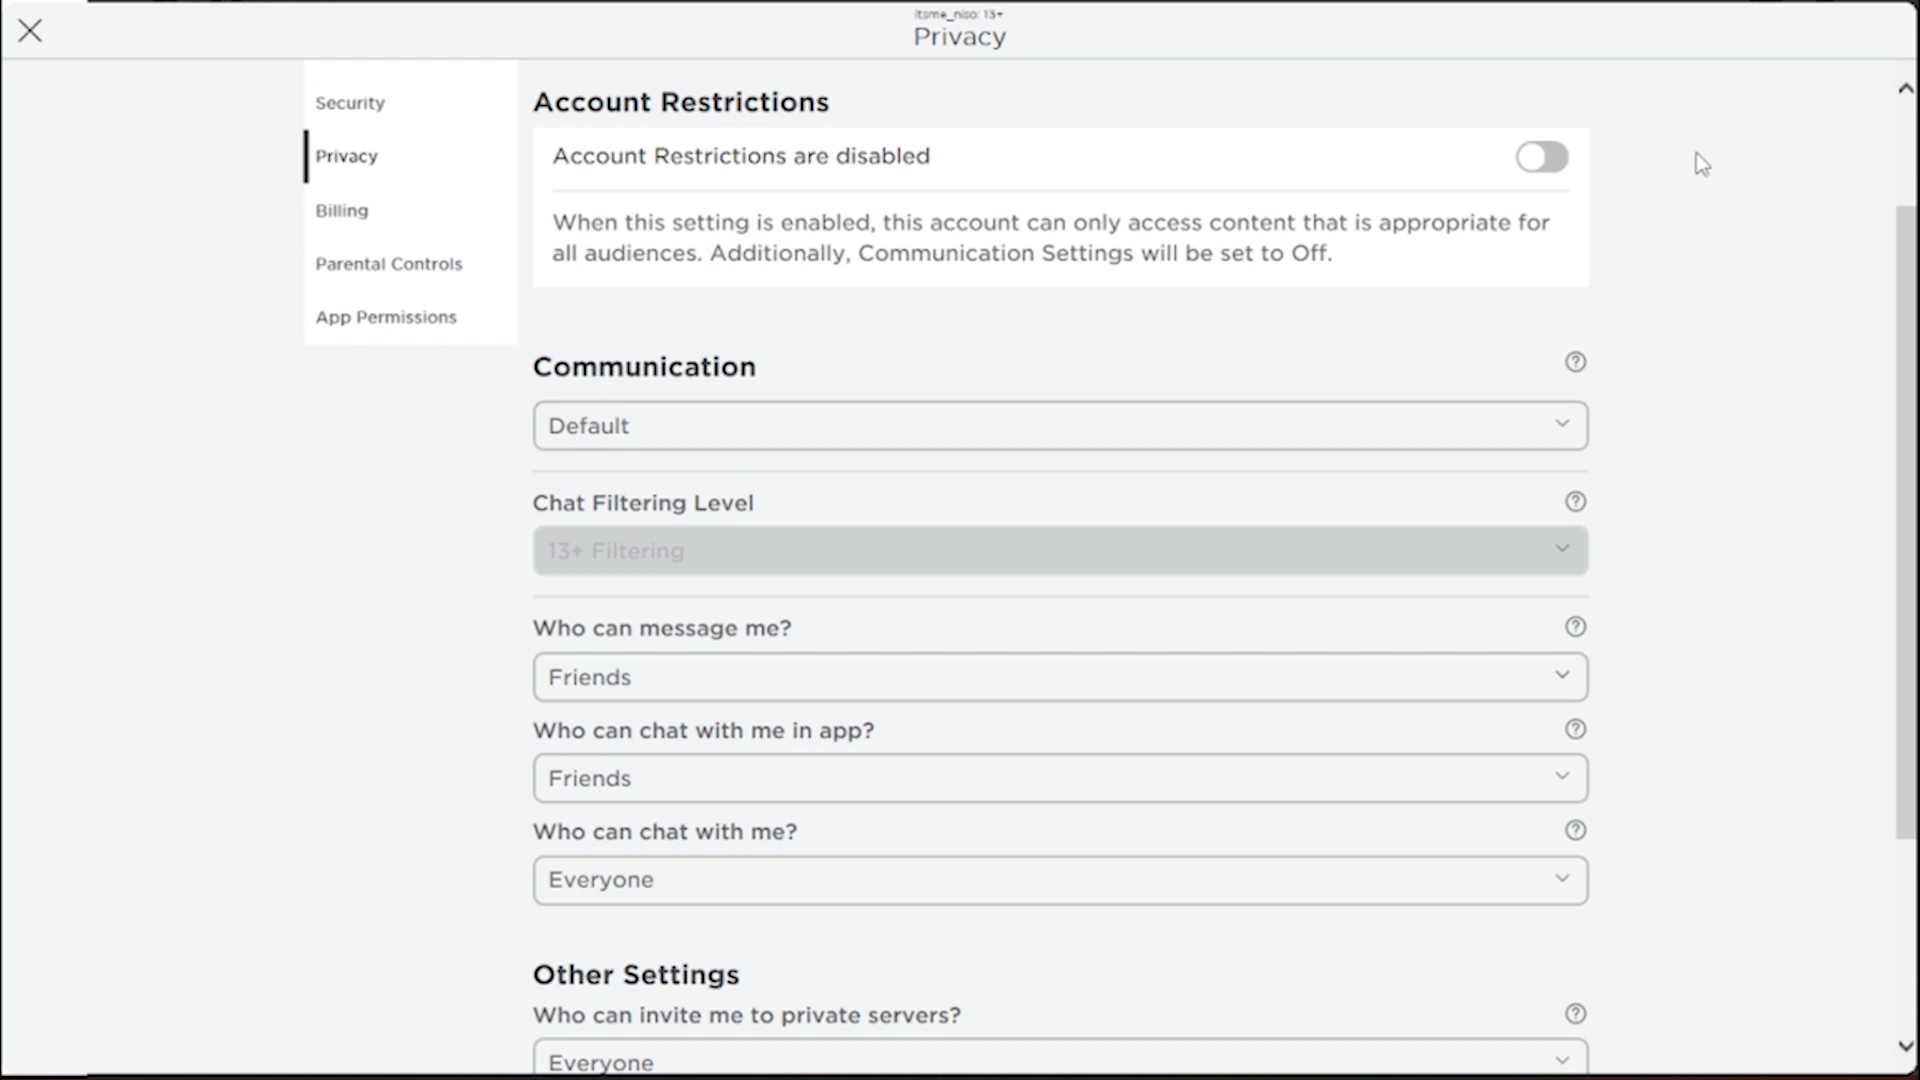 itsme_niso: 13+
Privacy
Security
Privacy
Billing
Parental Controls
App Permissions
Account Restrictions
Account Restrictions are disabled
When this setting is enabled, this account can only access content that is appropriate for
all audiences. Additionally, Communication Settings will be set to Off.
Communication
Default
Chat Filtering Level
13+ Filtering
Who can message me?
Friends
Who can chat with me in app?
Friends
Who can chat with me?
Everyone
Other Settings
Who can invite me to private servers?
Everyone